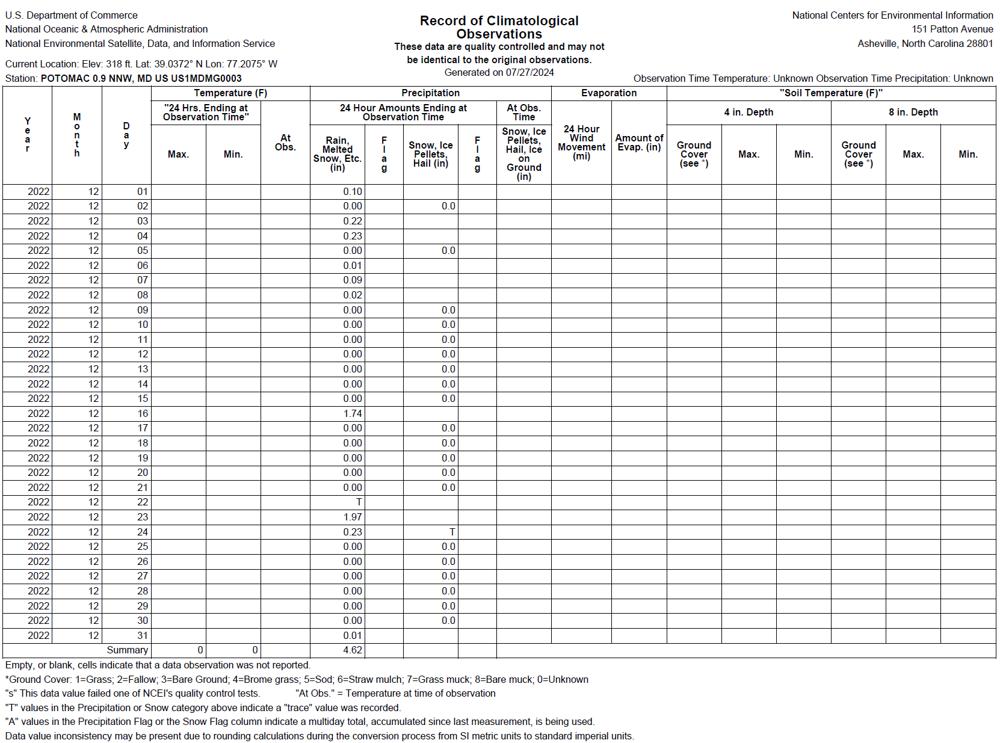 U.S. Department of Commerce
National Oceanic & Atmospheric Administration
National Environmental Satellite, Data, and Information Service
Current Location: Elev: 318 ft. Lat: 39.0372° N Lon: 77.2075° W
Station: POTOMAC 0.9 NNW, MD US US1MDMG0003
Record of Climatological
Observations
These data are quality controlled and may not
be identical to the original observations.
Generated on 07/27/2024
National Centers for Environmental Information
151 Patton Avenue
Asheville, North Carolina 28801
Observation Time Temperature: Unknown Observation Time Precipitation: Unknown
Year
Month
Day
Temperature (F)
"24 Hrs. Ending at
Observation Time"
Max.
Min.
At
Obs.
Precipitation
24 Hour Amounts Ending at
Observation Time
Rain,
Melted
Snow, Etc.
(in)
Flag
Snow, Ice
Pellets,
Hail (in)
Flag
At Obs.
Time
Snow, Ice
Pellets,
Hail, Ice
on
Ground
(in)
Evaporation
24 Hour
Wind
Movement
(mi)
Amount of
Evap. (in)
"Soil Temperature (F)"
4 in. Depth
Ground
Cover
(see *)
Max.
Min.
8 in. Depth
Ground
Cover
(see *)
Max.
Min.
2022 12 01 0.10
2022 12 02 0.00 0.0
2022 12 03 0.22
2022 12 04 0.23
2022 12 05 0.00 0.0
2022 12 06 0.01
2022 12 07 0.09
2022 12 08 0.02
2022 12 09 0.00 0.0
2022 12 10 0.00 0.0
2022 12 11 0.00 0.0
2022 12 12 0.00 0.0
2022 12 13 0.00 0.0
2022 12 14 0.00 0.0
2022 12 15 0.00 0.0
2022 12 16 1.74
2022 12 17 0.00 0.0
2022 12 18 0.00 0.0
2022 12 19 0.00 0.0
2022 12 20 0.00 0.0
2022 12 21 0.00 0.0
2022 12 22 T
2022 12 23 1.97
2022 12 24 0.23 T
2022 12 25 0.00 0.0
2022 12 26 0.00 0.0
2022 12 27 0.00 0.0
2022 12 28 0.00 0.0
2022 12 29 0.00 0.0
2022 12 30 0.00 0.0
2022 12 31 0.01
Summary 0 0 4.62
Empty, or blank, cells indicate that a data observation was not reported.
*Ground Cover: 1=Grass; 2=Fallow; 3=Bare Ground; 4=Brome grass; 5=Sod; 6=Straw mulch; 7=Grass muck; 8=Bare muck; 0=Unknown
"s" This data value failed one of NCEI's quality control tests. "At Obs." = Temperature at time of observation
"T" values in the Precipitation or Snow category above indicate a "trace" value was recorded.
"A" values in the Precipitation Flag or the Snow Flag column indicate a multiday total, accumulated since last measurement, is being used.
Data value inconsistency may be present due to rounding calculations during the conversion process from SI metric units to standard imperial units.